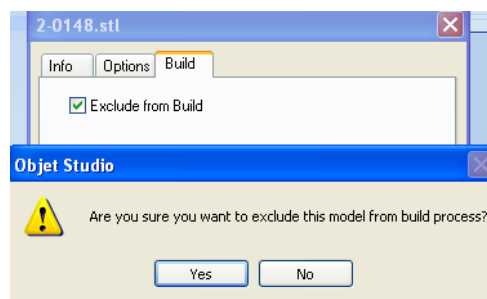 2-0148.stl
Info Options Build
Exclude from Build
Objet Studio
Are you sure you want to exclude this model from build process?
Yes No